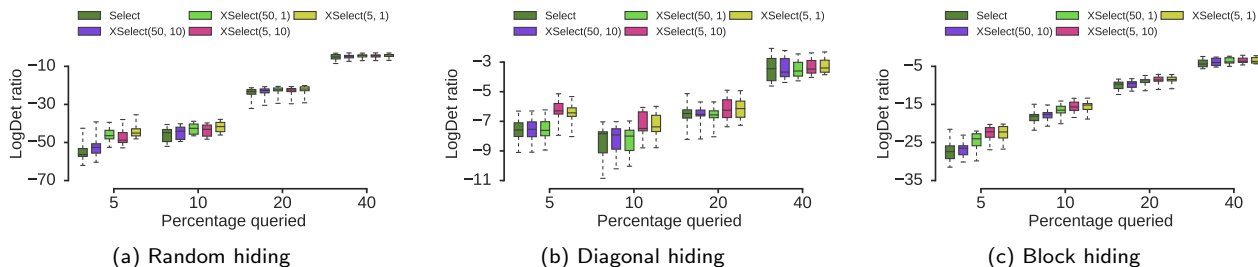 Select
XSelect(50, 1)
XSelect(5, 1)
XSelect(50, 10)
XSelect(5, 10)
LogDet ratio
−10
−30
−50
−70
5
10
20
40
Percentage queried
(a) Random hiding
Select
XSelect(50, 1)
XSelect(5, 1)
XSelect(50, 10)
XSelect(5, 10)
LogDet ratio
−3
−5
−7
−9
−11
5
10
20
40
Percentage queried
(b) Diagonal hiding
Select
XSelect(50, 1)
XSelect(5, 1)
XSelect(50, 10)
XSelect(5, 10)
LogDet ratio
−5
−15
−25
−35
5
10
20
40
Percentage queried
(c) Block hiding